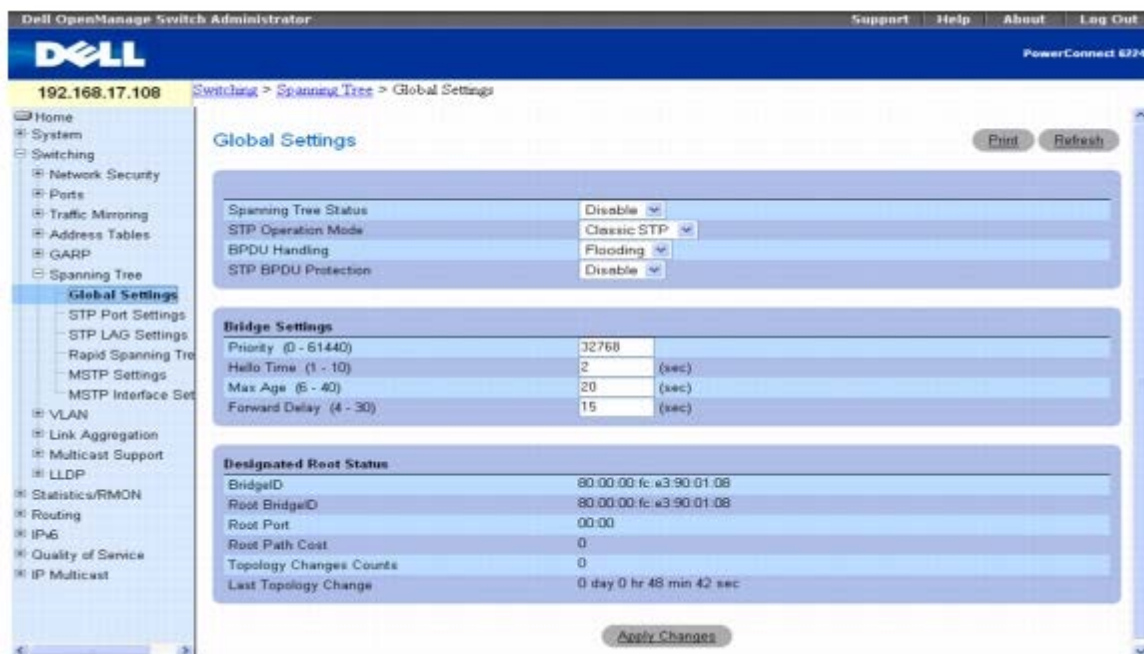 Dell OpenManage Switch Administrator Support Help About Log Out
DELL
PowerConnect 6224
192.168.17.108
Switching > Spanning Tree > Global Settings
Home
System
Switching
Network Security
Ports
Traffic Mirroring
Address Tables
GARP
Spanning Tree
Global Settings
STP Port Settings
STP LAG Settings
Rapid Spanning Tre
MSTP Settings
MSTP Interface Set
VLAN
Link Aggregation
Multicast Support
LLDP
Statistics/RMON
Routing
IPv6
Quality of Service
IP Multicast
Global Settings
Print Refresh
Spanning Tree Status Disable
STP Operation Mode Classic STP
BPDU Handling Flooding
STP BPDU Protection Disable
Bridge Settings
Priority (0 - 61440) 32768
Hello Time (1 - 10) 2 (sec)
Max Age (6 - 40) 20 (sec)
Forward Delay (4 - 30) 15 (sec)
Designated Root Status
BridgeID 80:00:00:fc:e3:90:01:08
Root BridgeID 80:00:00:fc:e3:90:01:08
Root Port 00:00
Root Path Cost 0
Topology Changes Counts 0
Last Topology Change 0 day 0 hr 48 min 42 sec
Apply Changes